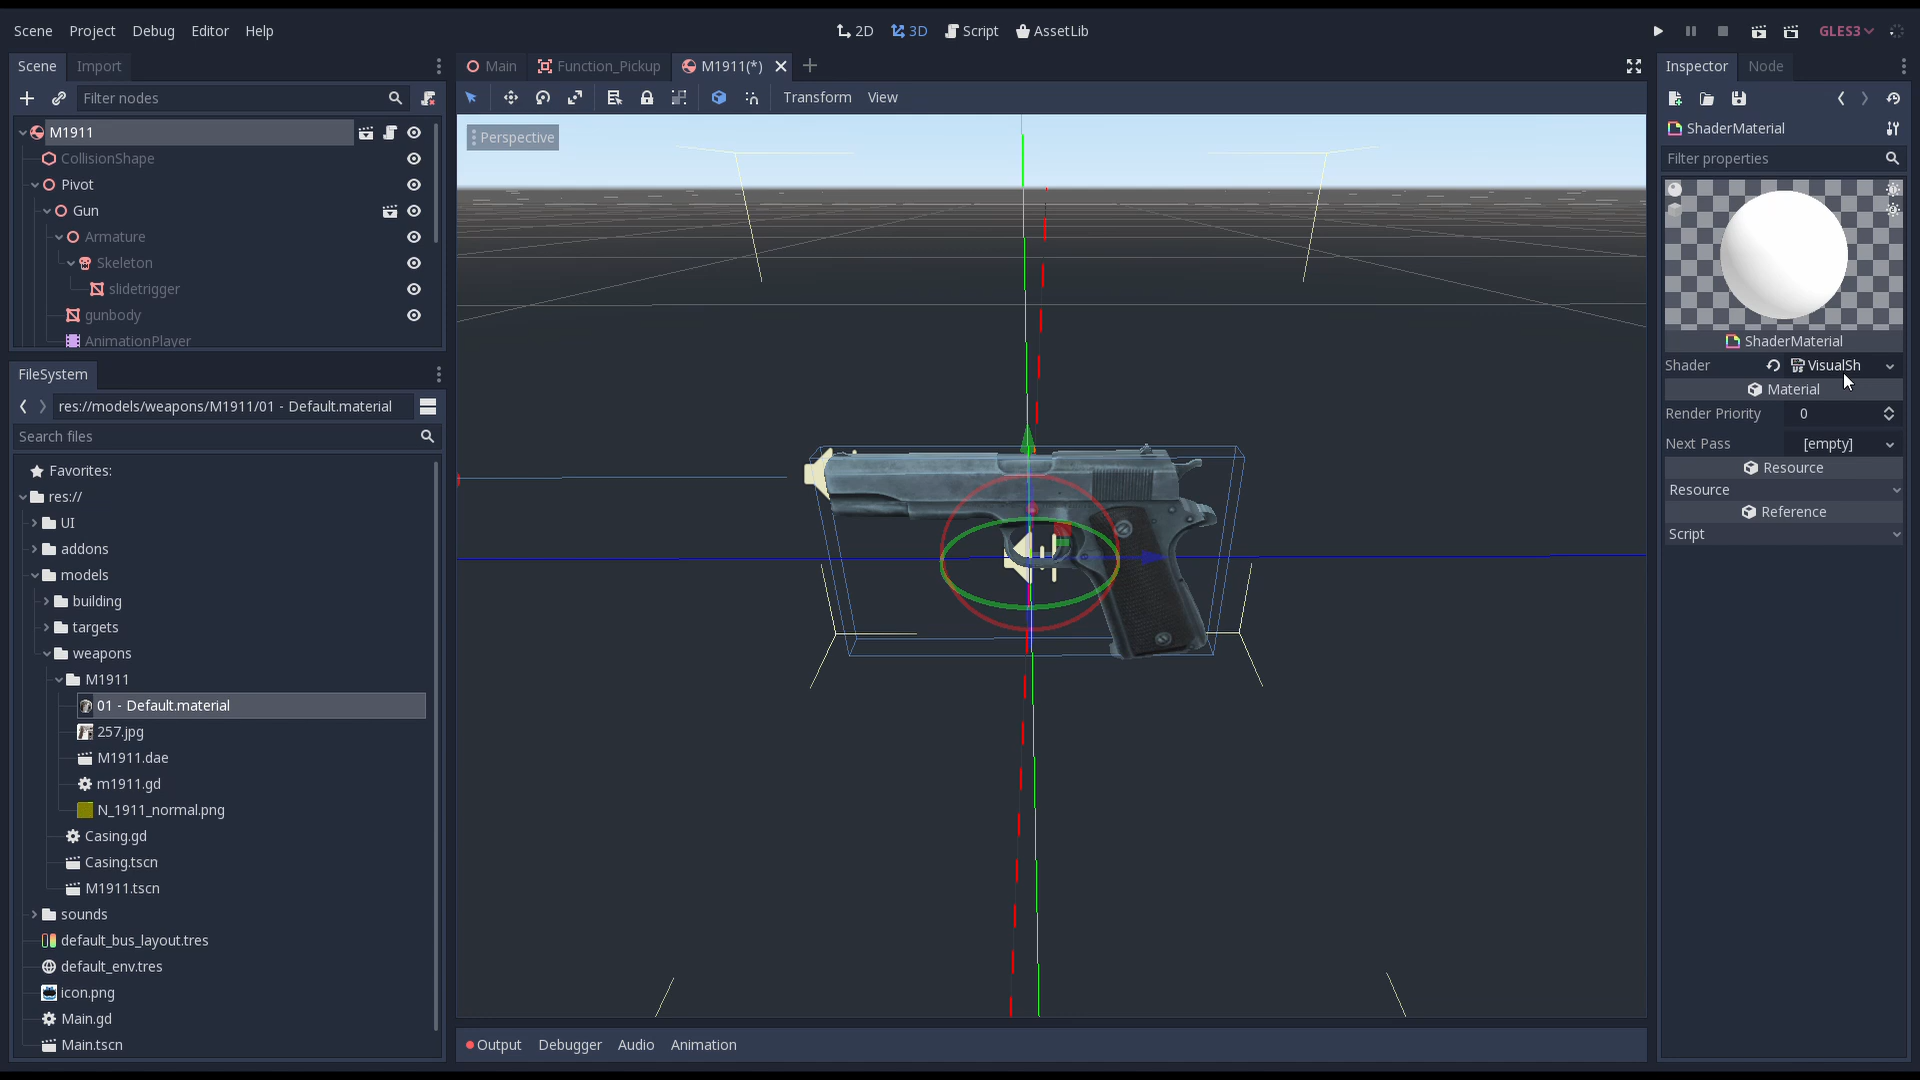 Scene Project Debug Editor Help
2D 3D Script AssetLib
GLES3
Scene Import
Filter nodes
M1911
CollisionShape
Pivot
Gun
Armature
Skeleton
slidetrigger
gunbody
AnimationPlayer
FileSystem
res://models/weapons/M1911/01 - Default.material
Search files
Favorites:
res://
UI
addons
models
building
targets
weapons
M1911
01 - Default.material
257.jpg
M1911.dae
m1911.gd
N_1911_normal.png
Casing.gd
Casing.tscn
M1911.tscn
sounds
default_bus_layout.tres
default_env.tres
icon.png
Main.gd
Main.tscn
Main Function_Pickup M1911(*)
Transform View
Perspective
Output Debugger Audio Animation
Inspector Node
ShaderMaterial
Filter properties
ShaderMaterial
Shader VisualSh
Material
Render Priority 0
Next Pass [empty]
Resource
Resource
Reference
Script